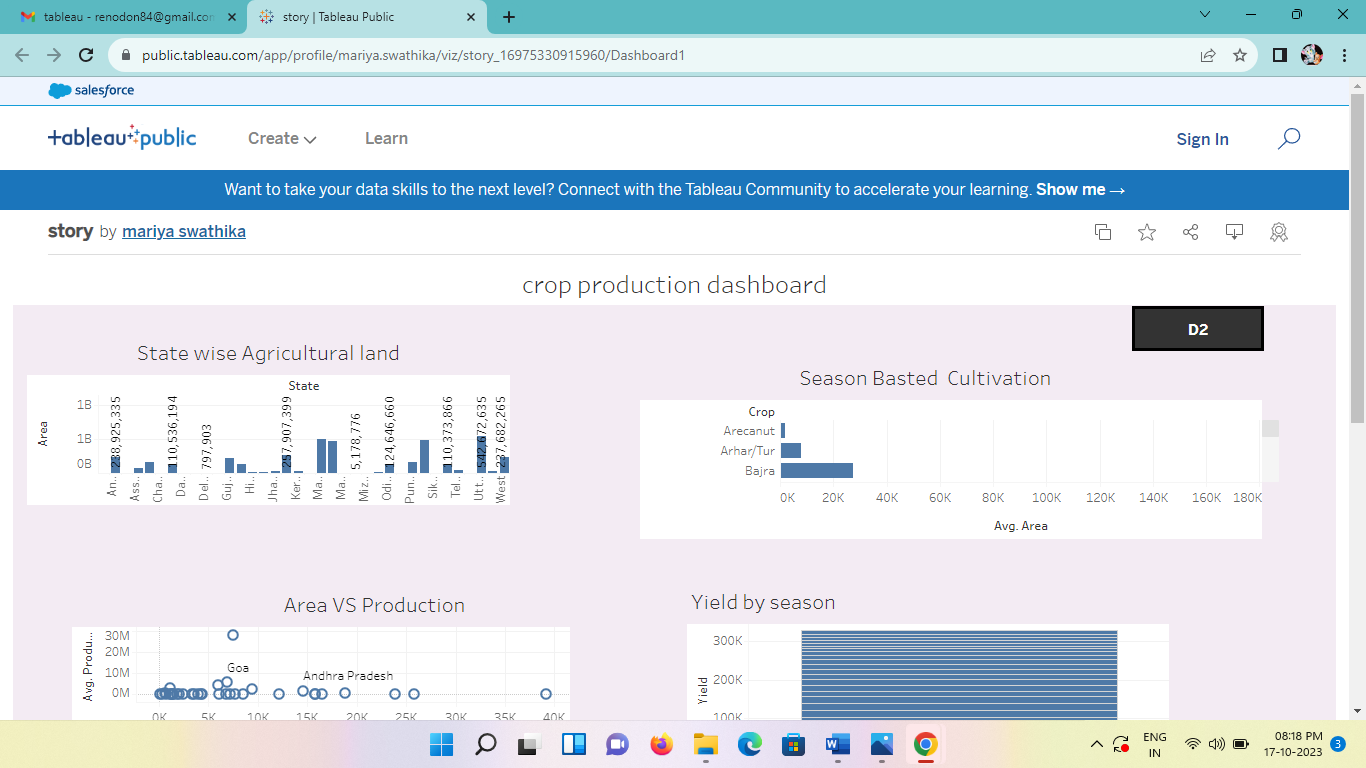 tableau - renodon84@gmail.con
story | Tableau Public
public.tableau.com/app/profile/mariya.swathika/viz/story_16975330915960/Dashboard1
salesforce
tableau public
Create
Learn
Sign In
Want to take your data skills to the next level? Connect with the Tableau Community to accelerate your learning. Show me →
story by mariya swathika
crop production dashboard
D2
State wise Agricultural land
State
Area
1B
1B
0B
238,925,335
110,536,194
797,903
257,907,399
5,178,776
124,646,660
110,373,866
542,672,635
237,682,265
An..
Ass..
Cha..
Da..
Del..
Guj..
Hi..
Jha..
Ker..
Ma..
Ma..
Miz..
Odi..
Pun..
Sik..
Tel..
Utt..
West
Season Basted Cultivation
Crop
Arecanut
Arhar/Tur
Bajra
0K 20K 40K 60K 80K 100K 120K 140K 160K 180K
Avg. Area
Area VS Production
Avg. Produ...
30M
20M
10M
0M
Goa
Andhra Pradesh
0K 5K 10K 15K 20K 25K 30K 35K 40K
Yield by season
Yield
300K
200K
100K
ENG
IN
08:18 PM
17-10-2023
3